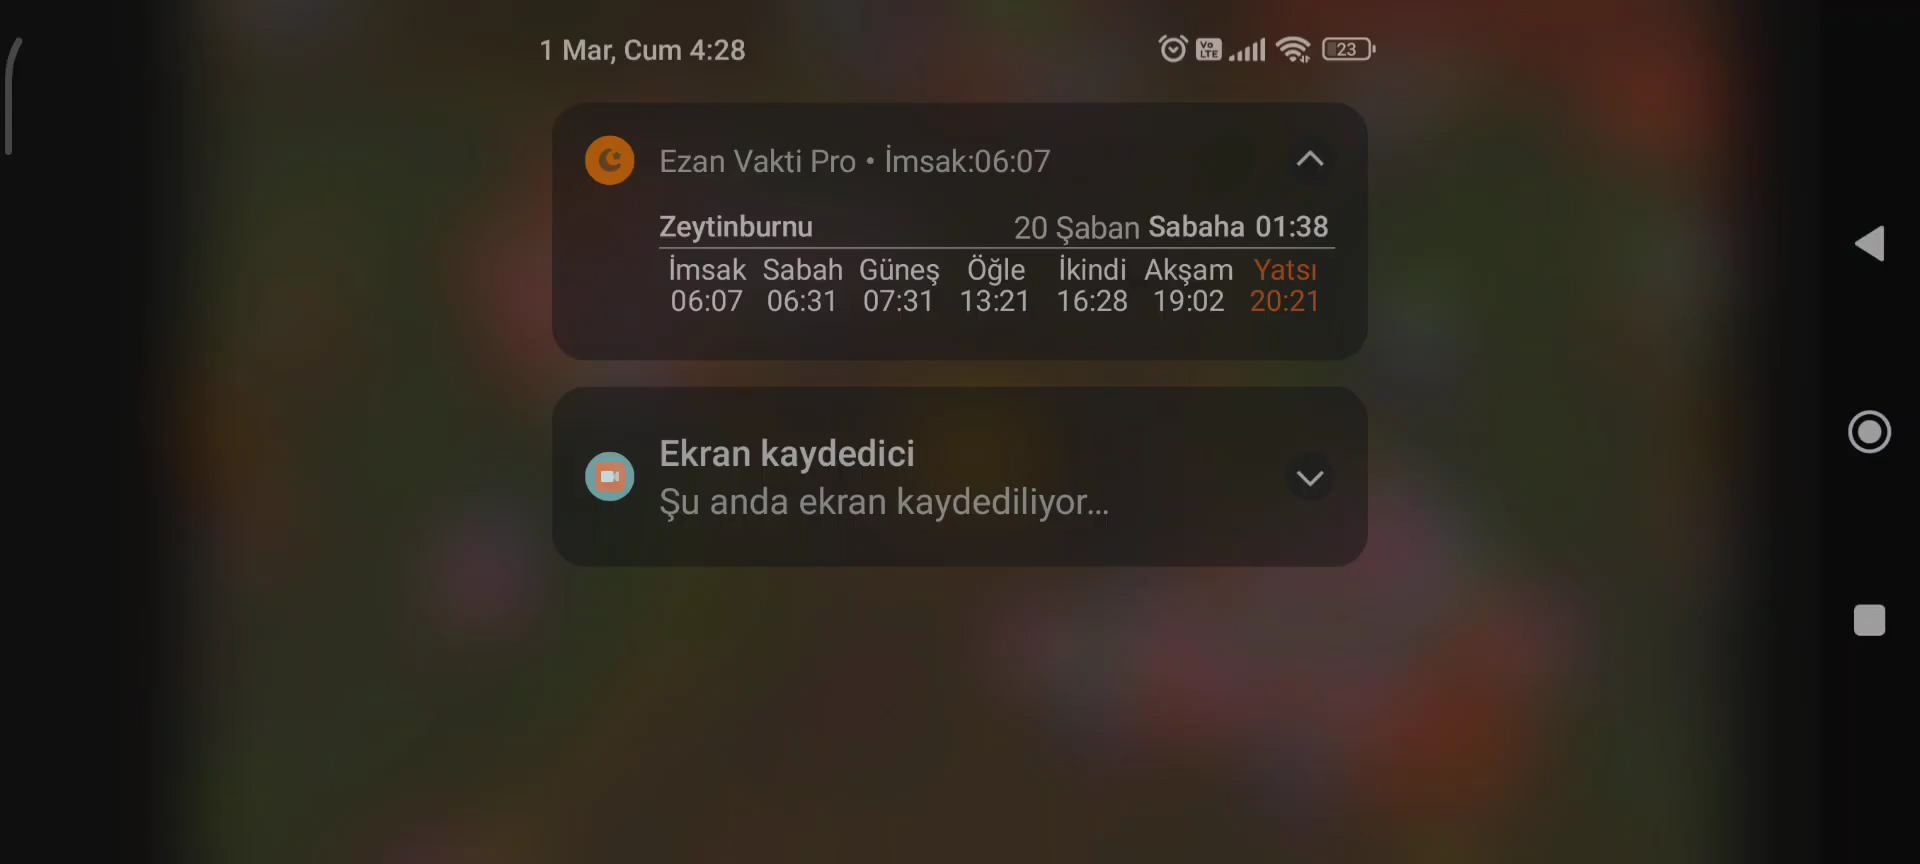 1 Mar, Cum 4:28
Vo LTE
23
Ezan Vakti Pro • İmsak:06:07
Zeytinburnu 20 Şaban Sabaha 01:38
İmsak Sabah Güneş Öğle İkindi Akşam Yatsı
06:07 06:31 07:31 13:21 16:28 19:02 20:21
Ekran kaydedici
Şu anda ekran kaydediliyor...